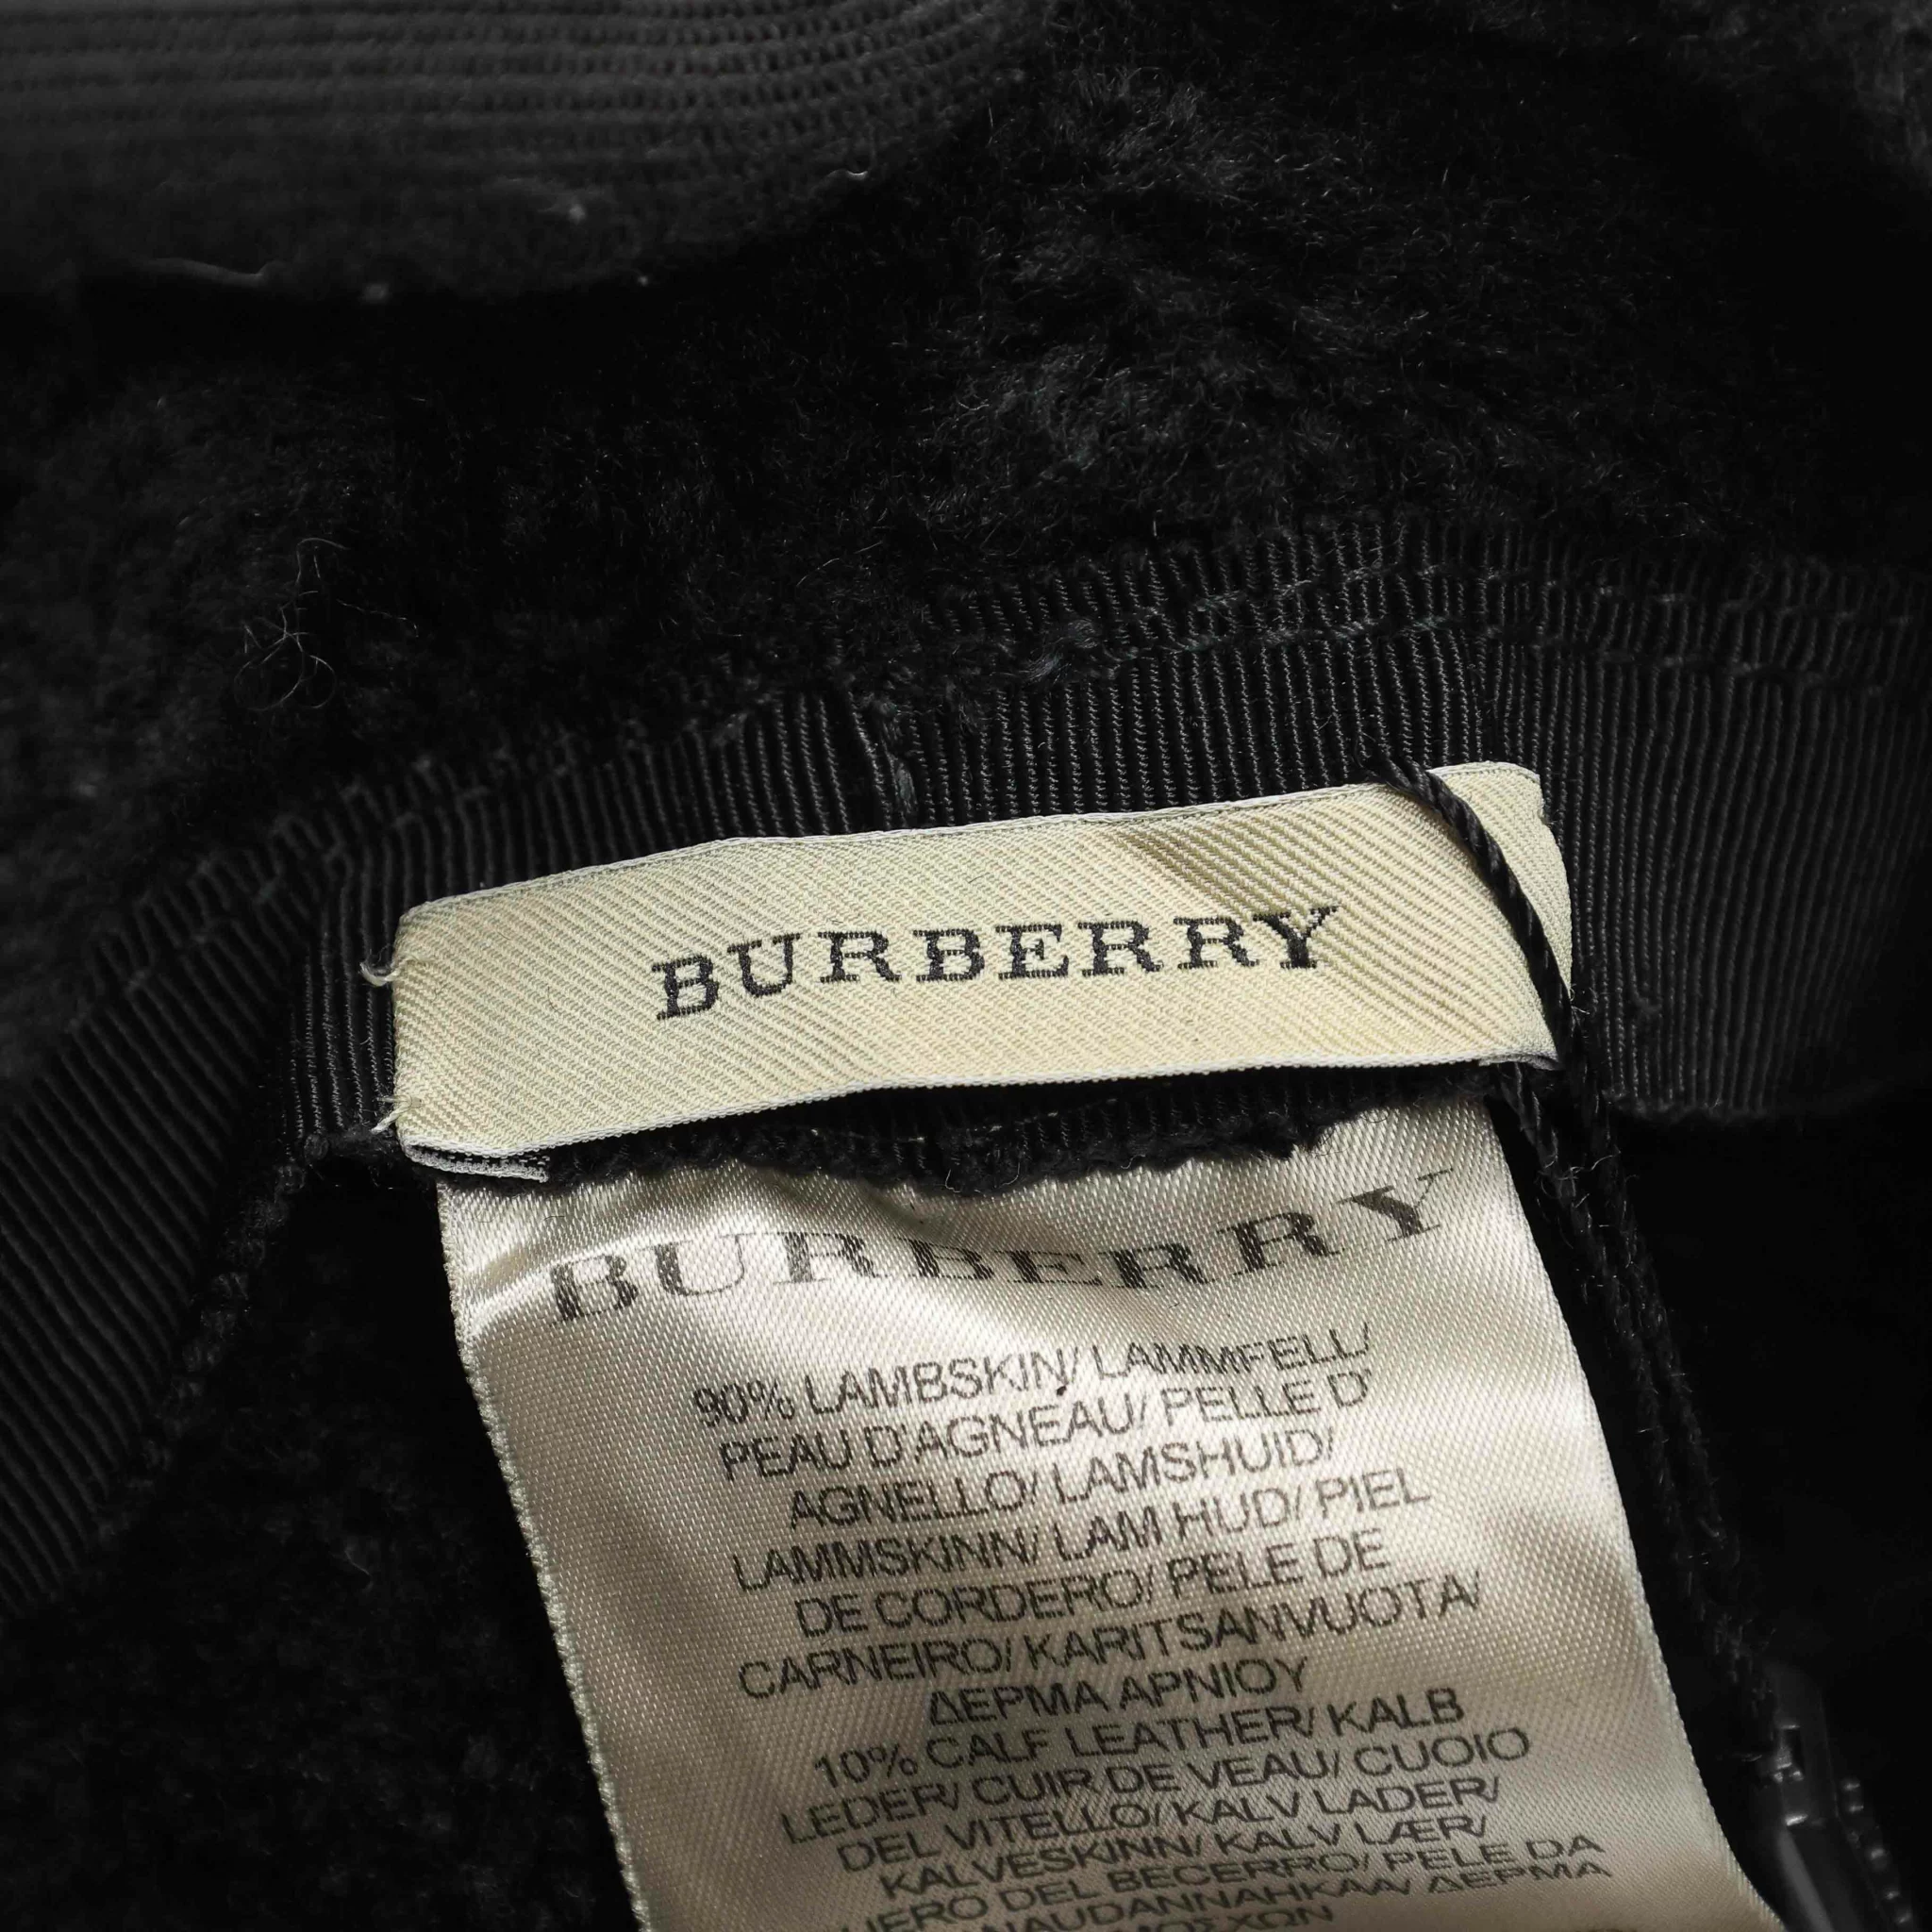 BURBERRY
BURBERRY
90% LAMBSKIN/ LAMMFELL/
PEAU D'AGNEAU/ PELLE D'
AGNELLO/ LAMSHUID/
LAMMSKINN/ LAM HUD/ PIEL
DE CORDERO/ PELE DE
CARNEIRO/ KARITSANVUOTA/
ΔΕΡΜΑ ΑΡΝΙΟΥ
10% CALF LEATHER/ KALB
LEDER/ CUIR DE VEAU/ CUOIO
DEL VITELLO/ KALV LADER/
KALVESKINN/ KALV LÆR/
DEL BECERRO/ PELE DA
ΔΕΡΜΑ
ΜΟΣΧΩΝ